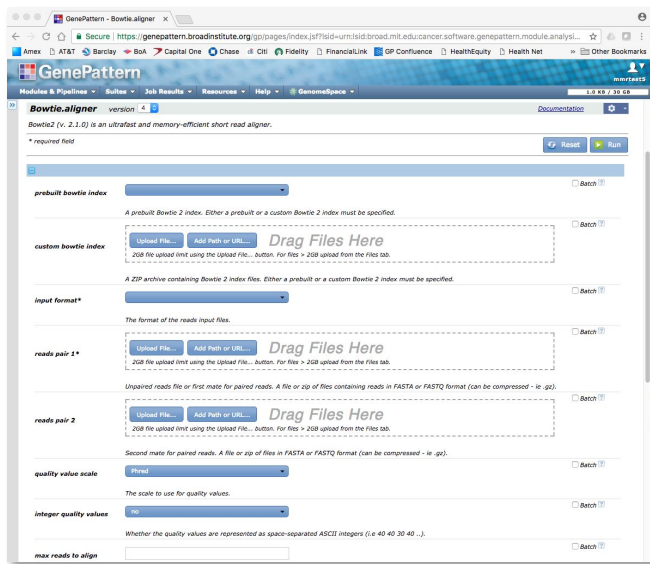 GenePattern - Bowtie.aligner
Secure https://genepattern.broadinstitute.org/gp/pages/index.jsf?lsid=urn:lsid:broad.mit.edu:cancer.software.genepattern.module.analysi...
Amex AT&T Barclay BoA Capital One Chase Citi Fidelity FinancialLink GP Confluence HealthEquity Health Net » Other Bookmarks
GenePattern
mmrtest5
Modules & Pipelines Suites Job Results Resources Help GenomeSpace
1.0 KB / 30 GB
Bowtie.aligner version 4 Documentation
Bowtie2 (v. 2.1.0) is an ultrafast and memory-efficient short read aligner.
* required field
Reset Run
Batch ?
prebuilt bowtie index
A prebuilt Bowtie 2 index. Either a prebuilt or a custom Bowtie 2 index must be specified.
Batch ?
custom bowtie index Upload File... Add Path or URL... Drag Files Here
2GB file upload limit using the Upload File... button. For files > 2GB upload from the Files tab.
A ZIP archive containing Bowtie 2 index files. Either a prebuilt or a custom Bowtie 2 index must be specified.
Batch ?
input format*
The format of the reads input files.
Batch ?
reads pair 1* Upload File... Add Path or URL... Drag Files Here
2GB file upload limit using the Upload File... button. For files > 2GB upload from the Files tab.
Unpaired reads file or first mate for paired reads. A file or zip of files containing reads in FASTA or FASTQ format (can be compressed - ie .gz).
Batch ?
reads pair 2 Upload File... Add Path or URL... Drag Files Here
2GB file upload limit using the Upload File... button. For files > 2GB upload from the Files tab.
Second mate for paired reads. A file or zip of files in FASTA or FASTQ format (can be compressed - ie .gz).
Batch ?
quality value scale Phred
The scale to use for quality values.
Batch ?
integer quality values no
Whether the quality values are represented as space-separated ASCII integers (i.e 40 40 30 40 ..).
Batch ?
max reads to align